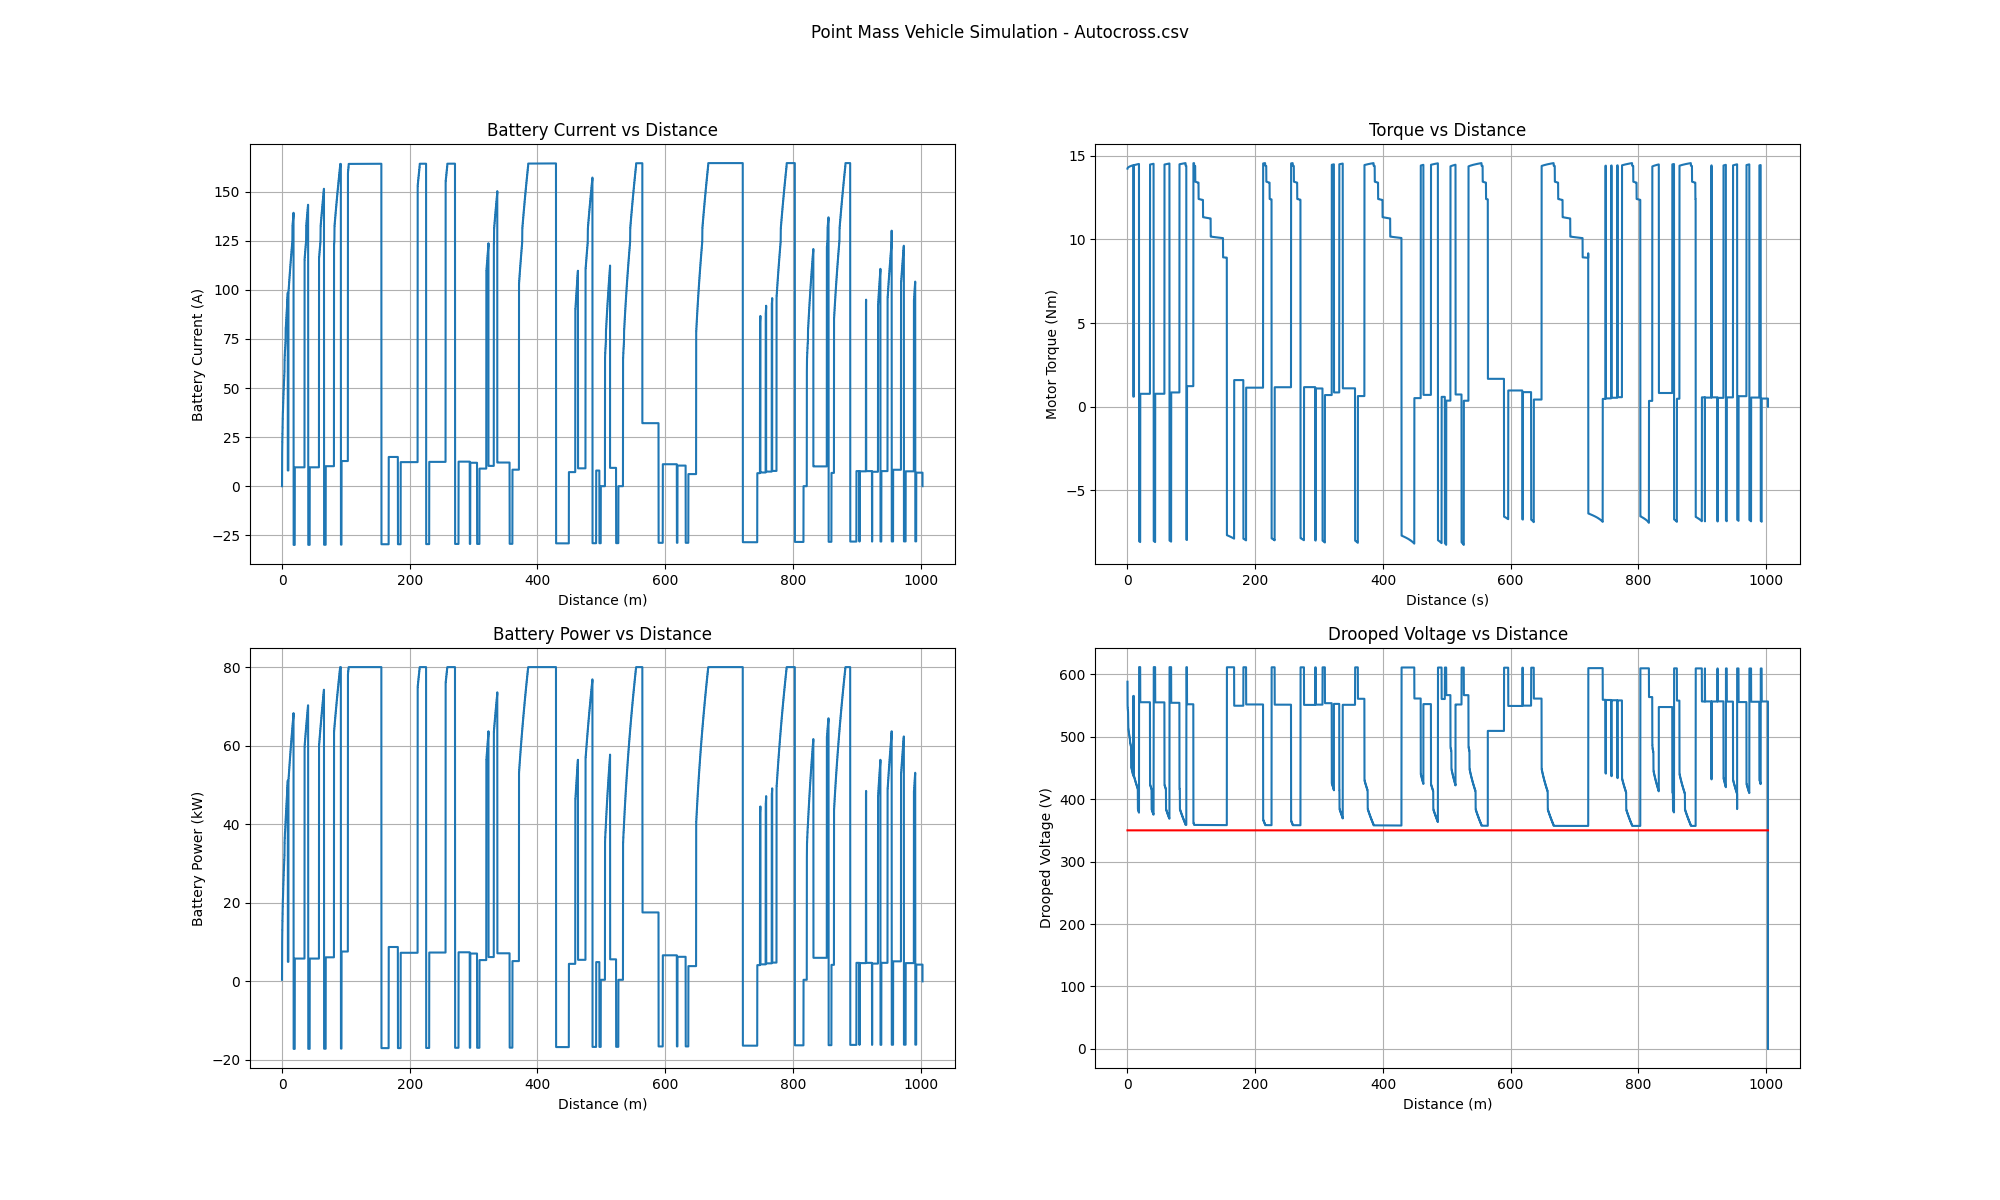 Point Mass Vehicle Simulation - Autocross.csv
Battery Current vs Distance
Battery Current (A)
150
125
100
75
50
25
0
−25
0 200 400 600 800 1000
Distance (m)
Torque vs Distance
Motor Torque (Nm)
15
10
5
0
−5
0 200 400 600 800 1000
Distance (s)
Battery Power vs Distance
Battery Power (kW)
80
60
40
20
0
−20
0 200 400 600 800 1000
Distance (m)
Drooped Voltage vs Distance
Drooped Voltage (V)
600
500
400
300
200
100
0
0 200 400 600 800 1000
Distance (m)